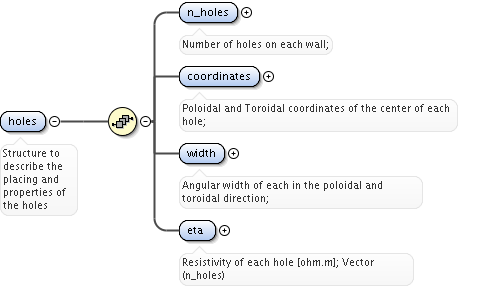 n_holes
Number of holes on each wall;
coordinates
Poloidal and Toroidal coordinates of the center of each
hole;
holes
Structure to
describe the
placing and
properties of
the holes
width
Angular width of each in the poloidal and
toroidal direction;
eta
Resistivity of each hole [ohm.m]; Vector
(n_holes)